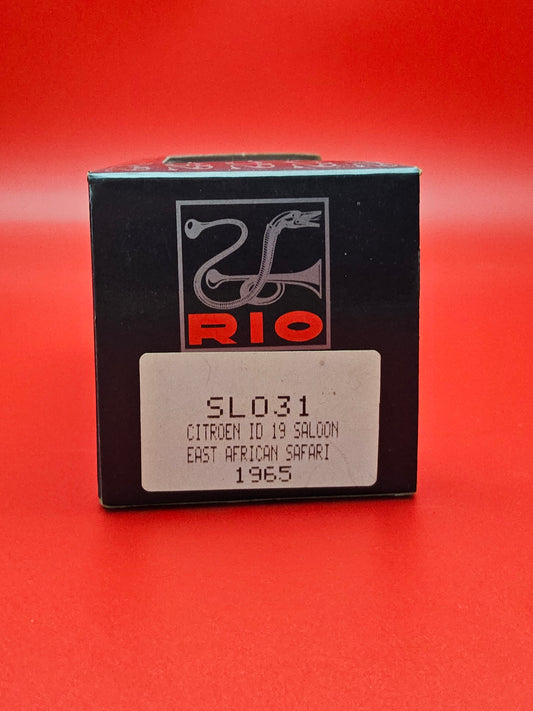 RIO
SL031
CITROEN ID 19 SALOON
EAST AFRICAN SAFARI
1965